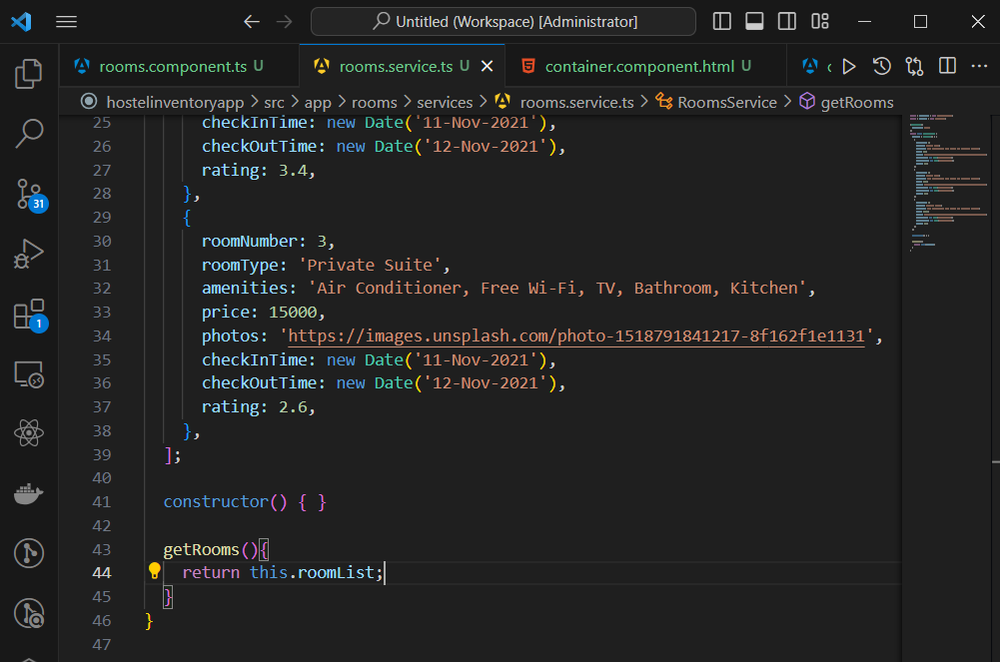 Untitled (Workspace) [Administrator]
rooms.component.ts U
rooms.service.ts U
container.component.html U
hostelinventoryapp > src > app > rooms > services > rooms.service.ts > RoomsService > getRooms
25 checkInTime: new Date('11-Nov-2021'),
26 checkOutTime: new Date('12-Nov-2021'),
27 rating: 3.4,
28 },
29 {
30 roomNumber: 3,
31 roomType: 'Private Suite',
32 amenities: 'Air Conditioner, Free Wi-Fi, TV, Bathroom, Kitchen',
33 price: 15000,
34 photos: 'https://images.unsplash.com/photo-1518791841217-8f162f1e1131',
35 checkInTime: new Date('11-Nov-2021'),
36 checkOutTime: new Date('12-Nov-2021'),
37 rating: 2.6,
38 },
39 ];
40
41 constructor() { }
42
43 getRooms(){
44 return this.roomList;
45 }
46 }
47
31
1